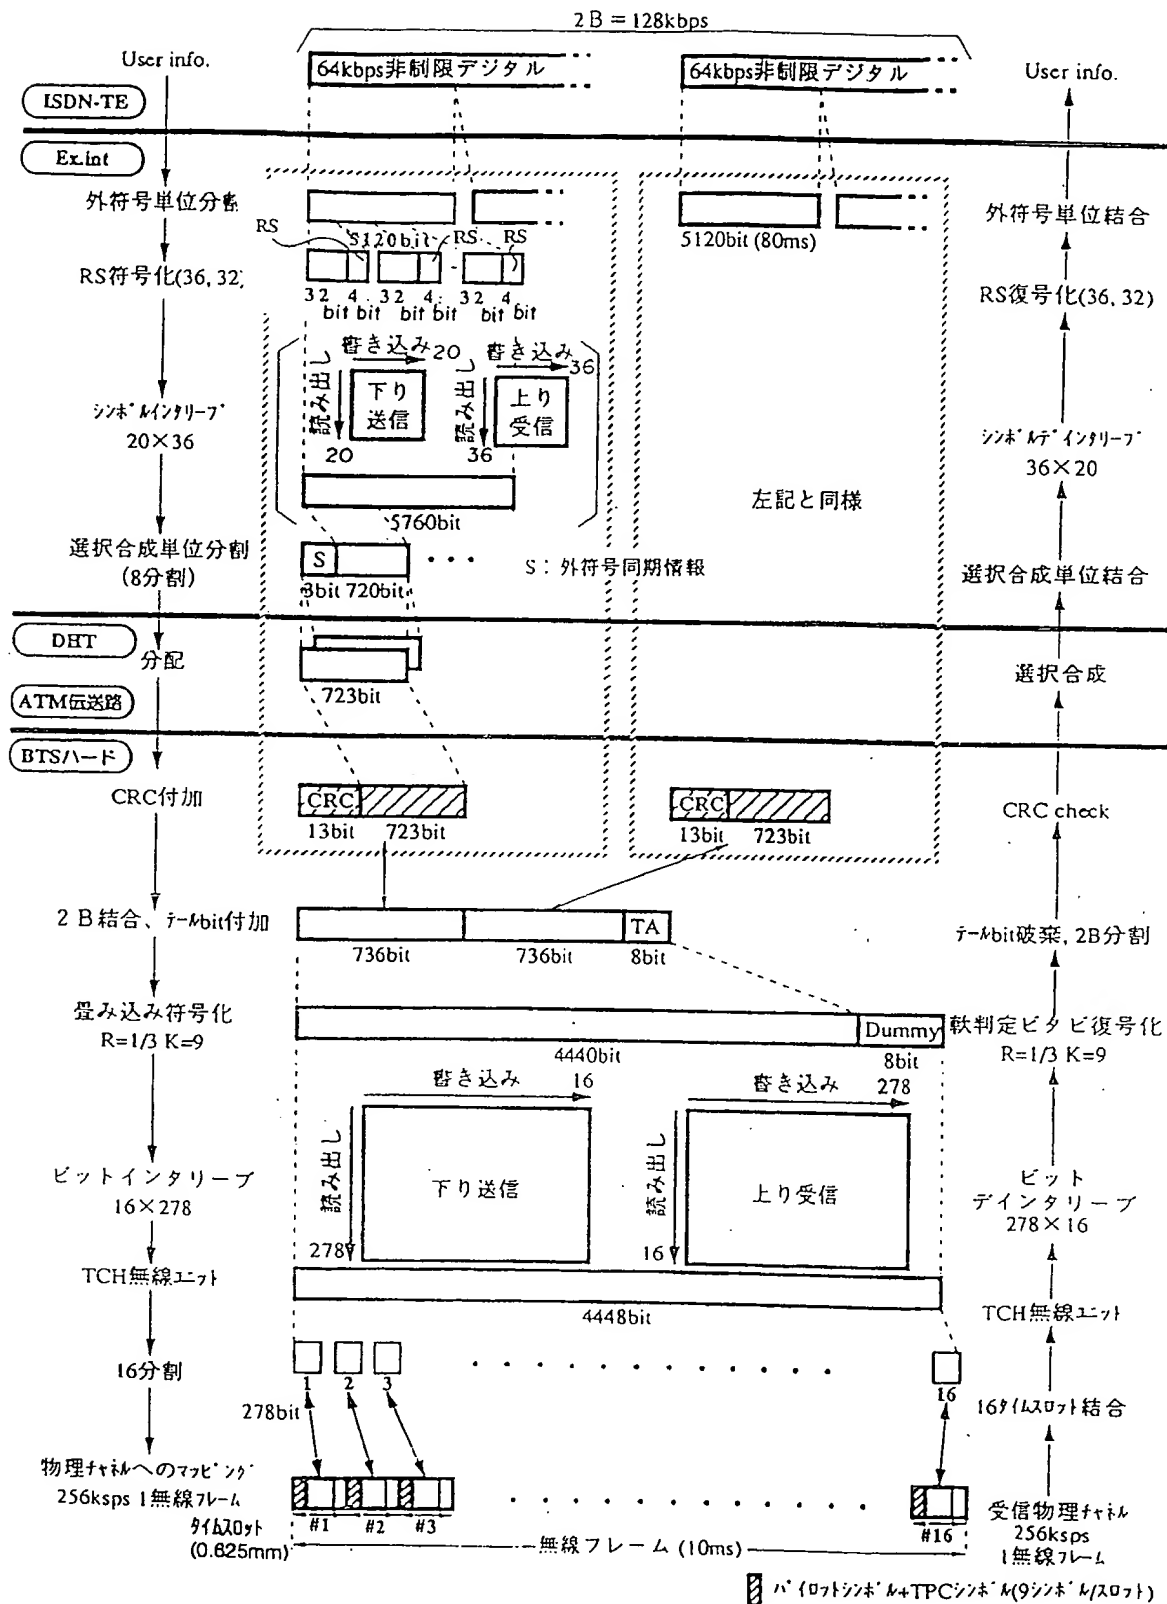 2B=128kbps
User info.
64kbps非制限デジタル
64kbps非制限デジタル
User info.
ISDN-TE
Ex.int
外符号単位分割
5120bit
5120bit (80ms)
外符号単位結合
RS
RS
RS
RS符号化(36, 32)
32bit 4bit 32bit 4bit 32bit 4bit
RS復号化(36, 32)
書き込み 20
書き込み 36
読み出し
下り送信
読み出し
上り受信
20
36
シンボルインタリーブ
20×36
シンボルデインタリーブ
36×20
5760bit
左記と同様
選択合成単位分割
(8分割)
S
3bit 720bit
S: 外符号同期情報
選択合成単位結合
DHT
分配
723bit
選択合成
ATM伝送路
BTSハード
CRC付加
CRC
13bit 723bit
CRC
13bit 723bit
CRC check
2B結合、テールbit付加
TA
736bit 736bit 8bit
テールbit破棄, 2B分割
畳み込み符号化
R=1/3 K=9
Dummy
4440bit 8bit
軟判定ビタビ復号化
R=1/3 K=9
書き込み 16
書き込み 278
読み出し
下り送信
読み出し
上り受信
278
16
ビットインタリーブ
16×278
ビット
デインタリーブ
278×16
TCH無線ユニット
4448bit
TCH無線ユニット
16分割
1 2 3
16
278bit
16タイムスロット結合
物理チャネルへのマッピング
256ksps 1無線フレーム
タイムスロット
(0.625mm)
#1 #2 #3
#16
無線フレーム (10ms)
受信物理チャネル
256ksps
1無線フレーム
パイロットシンボル+TPCシンボル(9シンボル/スロット)